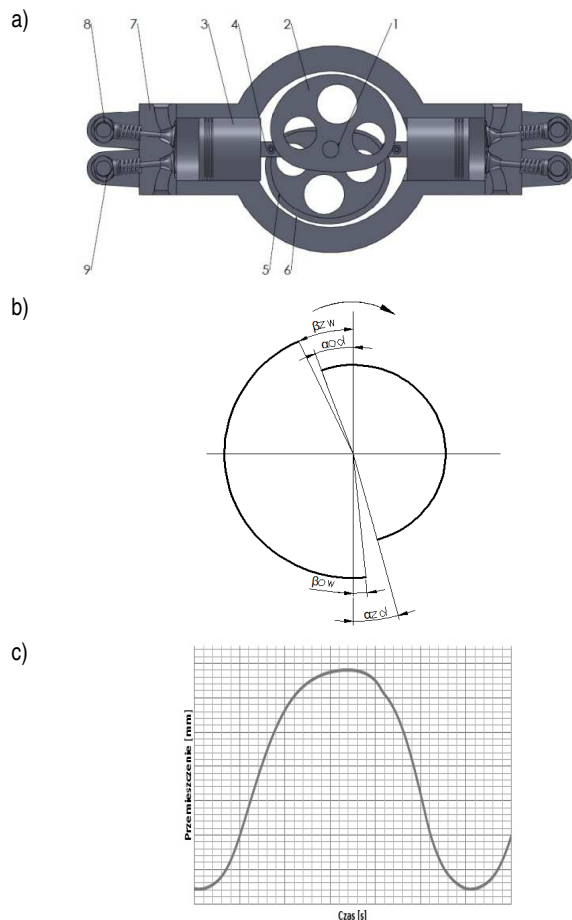 a)
8 7 3 4 2 1
9 5 6
b)
βzw
αod
βow
αzd
c)
Przemieszczenie [mm]
Czas [s]